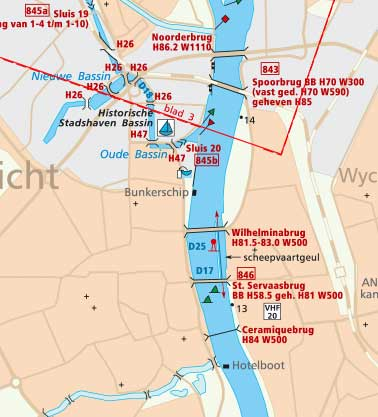 845a
Sluis 19
ng van 1-4 t/m 1-10)
Noorderbrug
H86.2 W1110
H26
H26
Nieuwe Bassin
H26
D18
H26
H26
843
Spoorbrug BB H70 W300
(vast ged. H70 W590)
geheven H85
blad 3
14
Historische
Stadshaven Bassin
H47
Oude Bassin
H47
Sluis 20
845b
icht
Wyc
Bunkerschip
Wilhelminabrug
H81.5-83.0 W500
D25
scheepvaartgeul
D17
846
St. Servaasbrug
BB H58.5 geh. H81 W500
AN
kan
13
VHF
20
Ceramiquebrug
H84 W500
Hotelboot